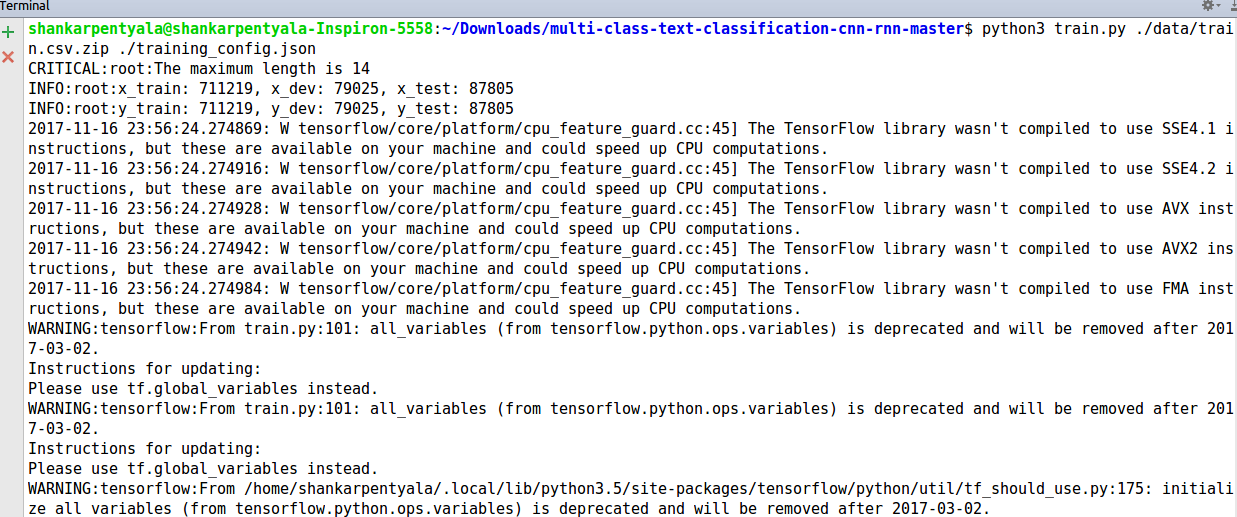 Terminal
shankarpentyala@shankarpentyala-Inspiron-5558:~/Downloads/multi-class-text-classification-cnn-rnn-master$ python3 train.py ./data/trai
n.csv.zip ./training_config.json
CRITICAL:root:The maximum length is 14
INFO:root:x_train: 711219, x_dev: 79025, x_test: 87805
INFO:root:y_train: 711219, y_dev: 79025, y_test: 87805
2017-11-16 23:56:24.274869: W tensorflow/core/platform/cpu_feature_guard.cc:45] The TensorFlow library wasn't compiled to use SSE4.1 i
nstructions, but these are available on your machine and could speed up CPU computations.
2017-11-16 23:56:24.274916: W tensorflow/core/platform/cpu_feature_guard.cc:45] The TensorFlow library wasn't compiled to use SSE4.2 i
nstructions, but these are available on your machine and could speed up CPU computations.
2017-11-16 23:56:24.274928: W tensorflow/core/platform/cpu_feature_guard.cc:45] The TensorFlow library wasn't compiled to use AVX inst
ructions, but these are available on your machine and could speed up CPU computations.
2017-11-16 23:56:24.274942: W tensorflow/core/platform/cpu_feature_guard.cc:45] The TensorFlow library wasn't compiled to use AVX2 ins
tructions, but these are available on your machine and could speed up CPU computations.
2017-11-16 23:56:24.274984: W tensorflow/core/platform/cpu_feature_guard.cc:45] The TensorFlow library wasn't compiled to use FMA inst
ructions, but these are available on your machine and could speed up CPU computations.
WARNING:tensorflow:From train.py:101: all_variables (from tensorflow.python.ops.variables) is deprecated and will be removed after 201
7-03-02.
Instructions for updating:
Please use tf.global_variables instead.
WARNING:tensorflow:From train.py:101: all_variables (from tensorflow.python.ops.variables) is deprecated and will be removed after 201
7-03-02.
Instructions for updating:
Please use tf.global_variables instead.
WARNING:tensorflow:From /home/shankarpentyala/.local/lib/python3.5/site-packages/tensorflow/python/util/tf_should_use.py:175: initiali
ze all variables (from tensorflow.python.ops.variables) is deprecated and will be removed after 2017-03-02.